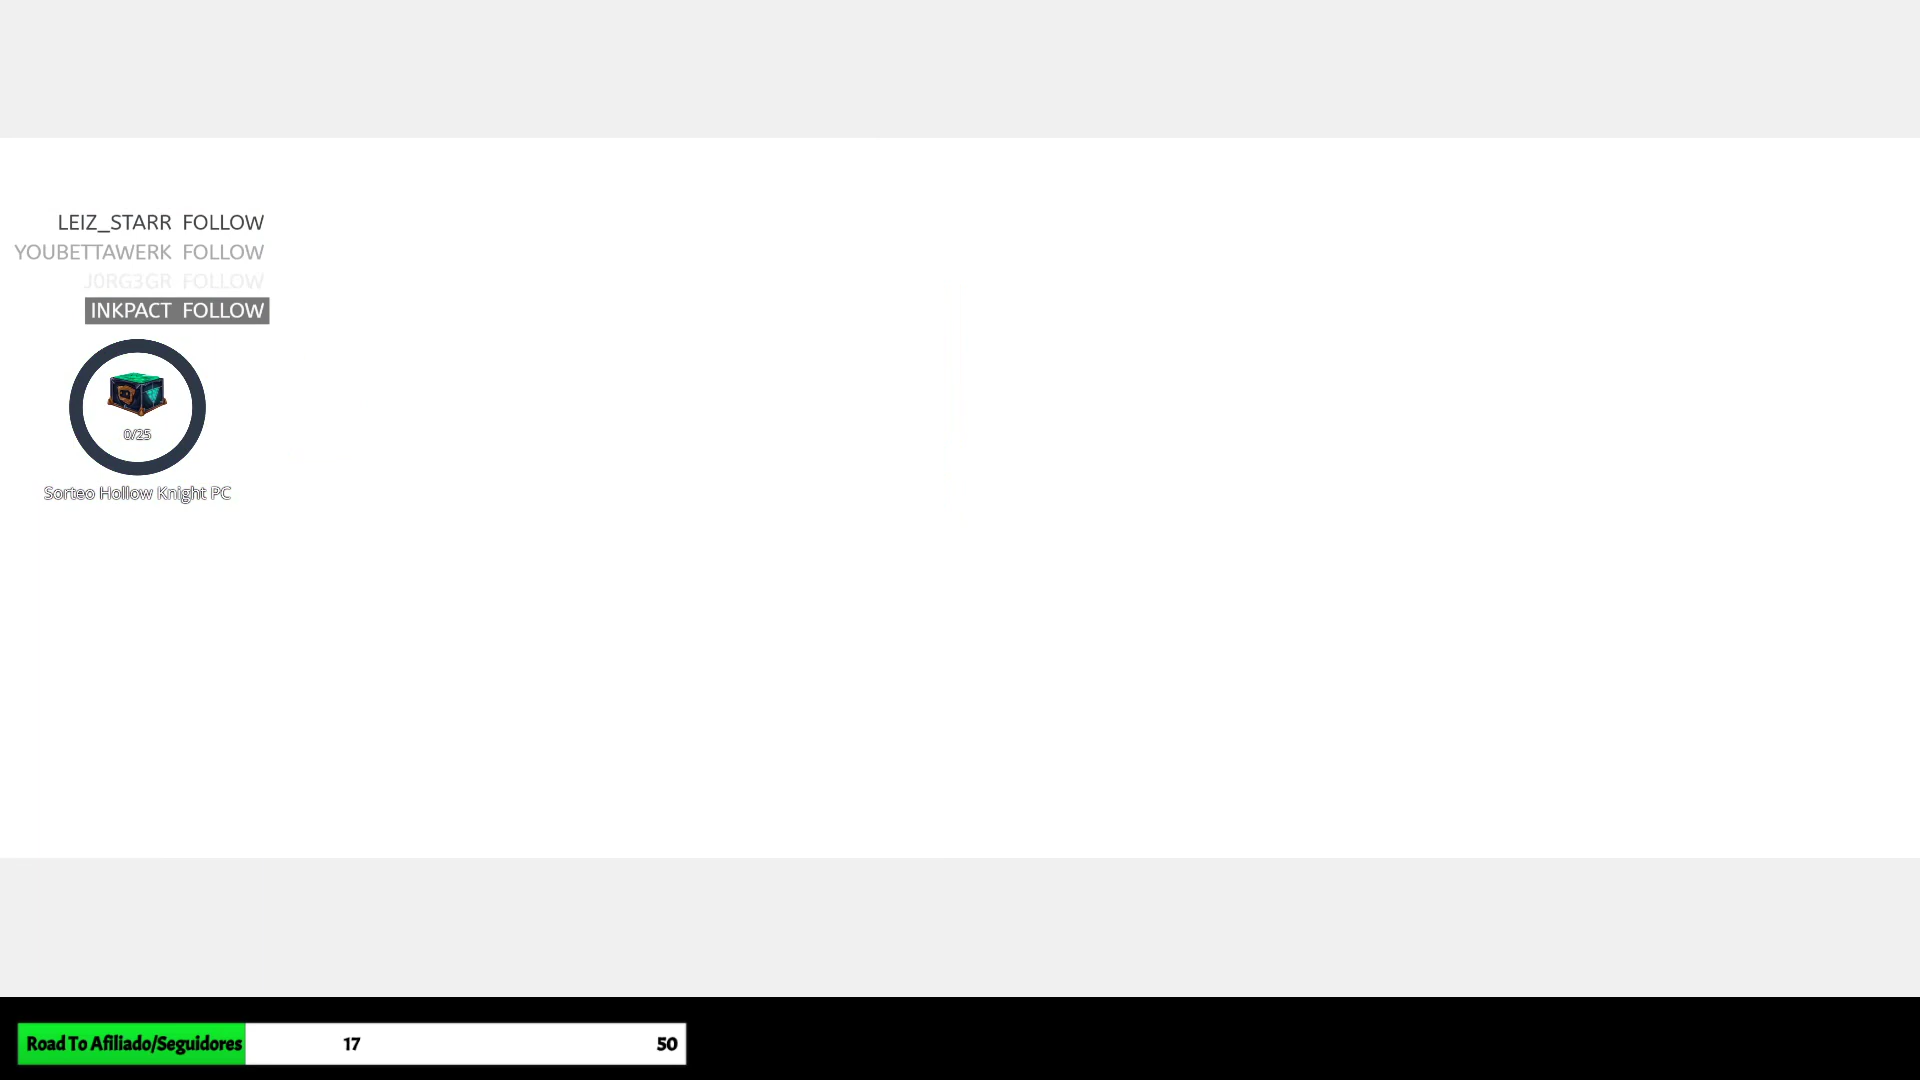 LEIZ_STARR FOLLOW
YOUBETTAWERK FOLLOW
J0RG3GR FOLLOW
INKPACT FOLLOW
0/25
Sorteo Hollow Knight PC
Road To Afiliado/Seguidores 17 50